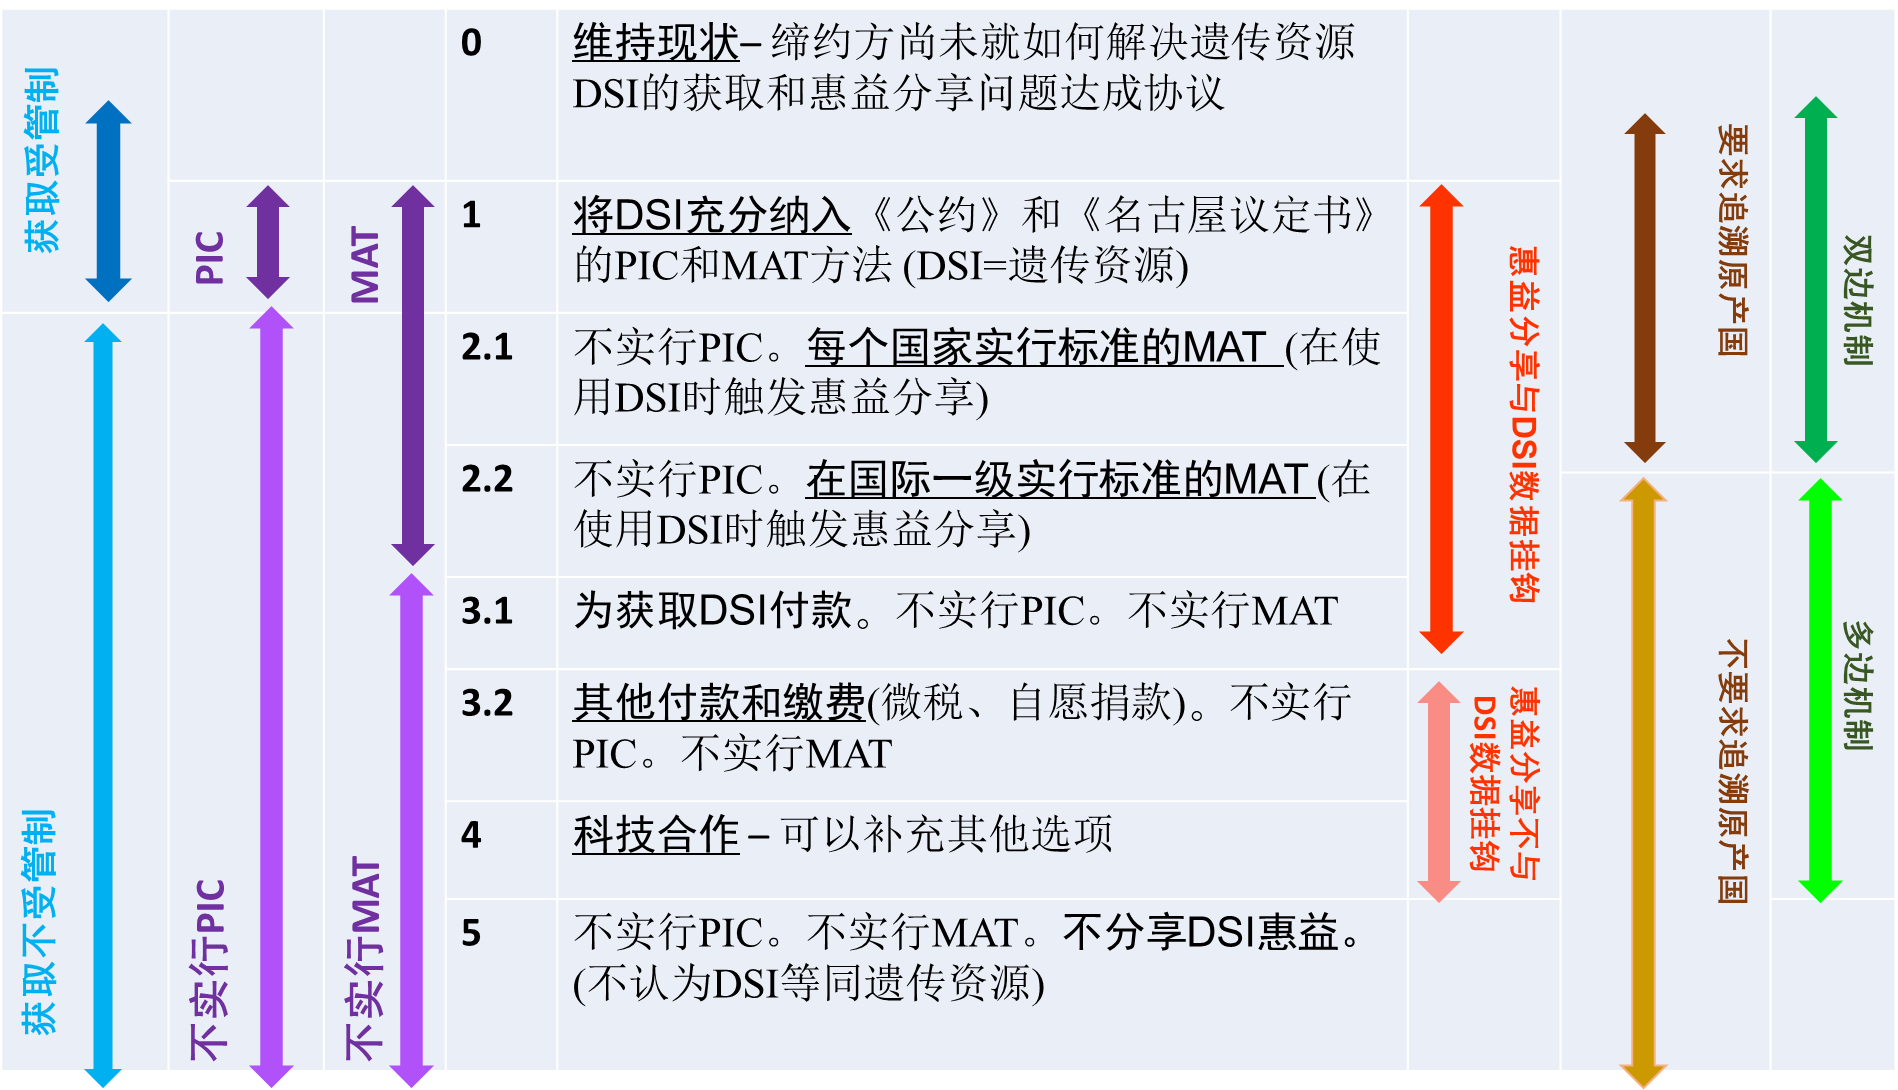 获取受管制
获取不受管制
PIC
不实行PIC
MAT
不实行MAT
0
维持现状– 缔约方尚未就如何解决遗传资源
DSI的获取和惠益分享问题达成协议
1
将DSI充分纳入《公约》和《名古屋议定书》
的PIC和MAT方法 (DSI=遗传资源)
2.1
不实行PIC。每个国家实行标准的MAT (在使
用DSI时触发惠益分享)
2.2
不实行PIC。在国际一级实行标准的MAT (在
使用DSI时触发惠益分享)
3.1
为获取DSI付款。不实行PIC。不实行MAT
3.2
其他付款和缴费(微税、自愿捐款)。不实行
PIC。不实行MAT
4
科技合作 – 可以补充其他选项
5
不实行PIC。不实行MAT。不分享DSI惠益。
(不认为DSI等同遗传资源)
惠益分享与DSI数据挂钩
惠益分享不与
DSI数据挂钩
要求追溯原产国
不要求追溯原产国
双边机制
多边机制